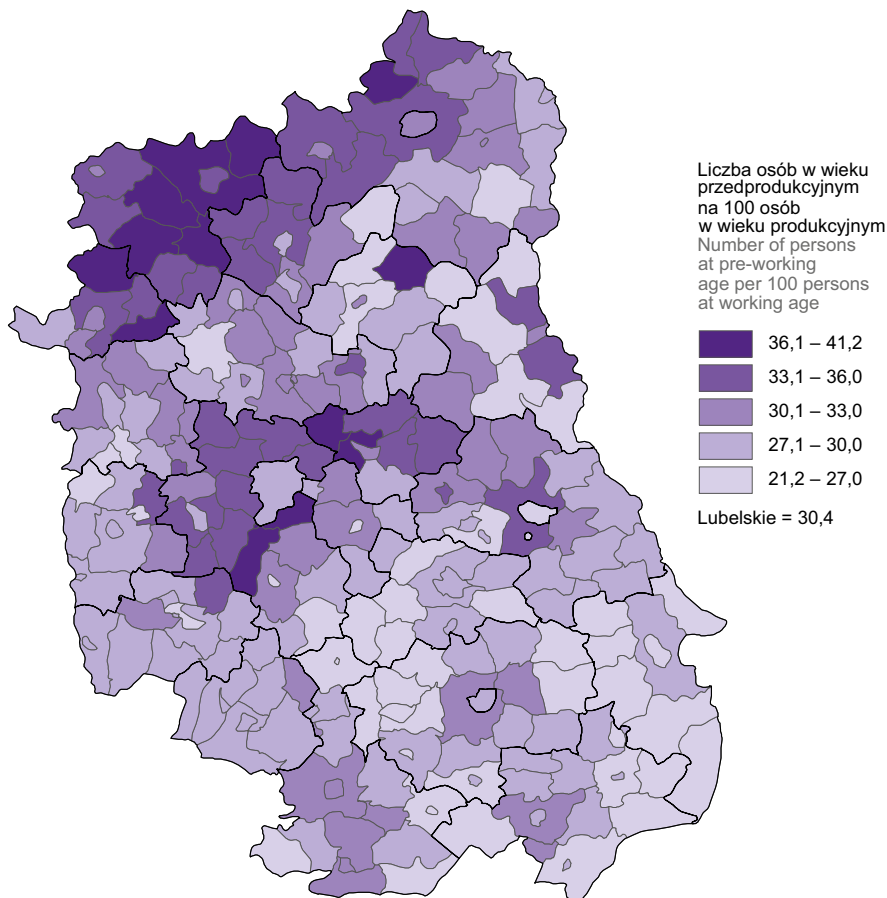 Liczba osób w wieku
przedprodukcyjnym
na 100 osób
w wieku produkcyjnym
Number of persons
at pre-working
age per 100 persons
at working age
36,1 – 41,2
33,1 – 36,0
30,1 – 33,0
27,1 – 30,0
21,2 – 27,0
Lubelskie = 30,4